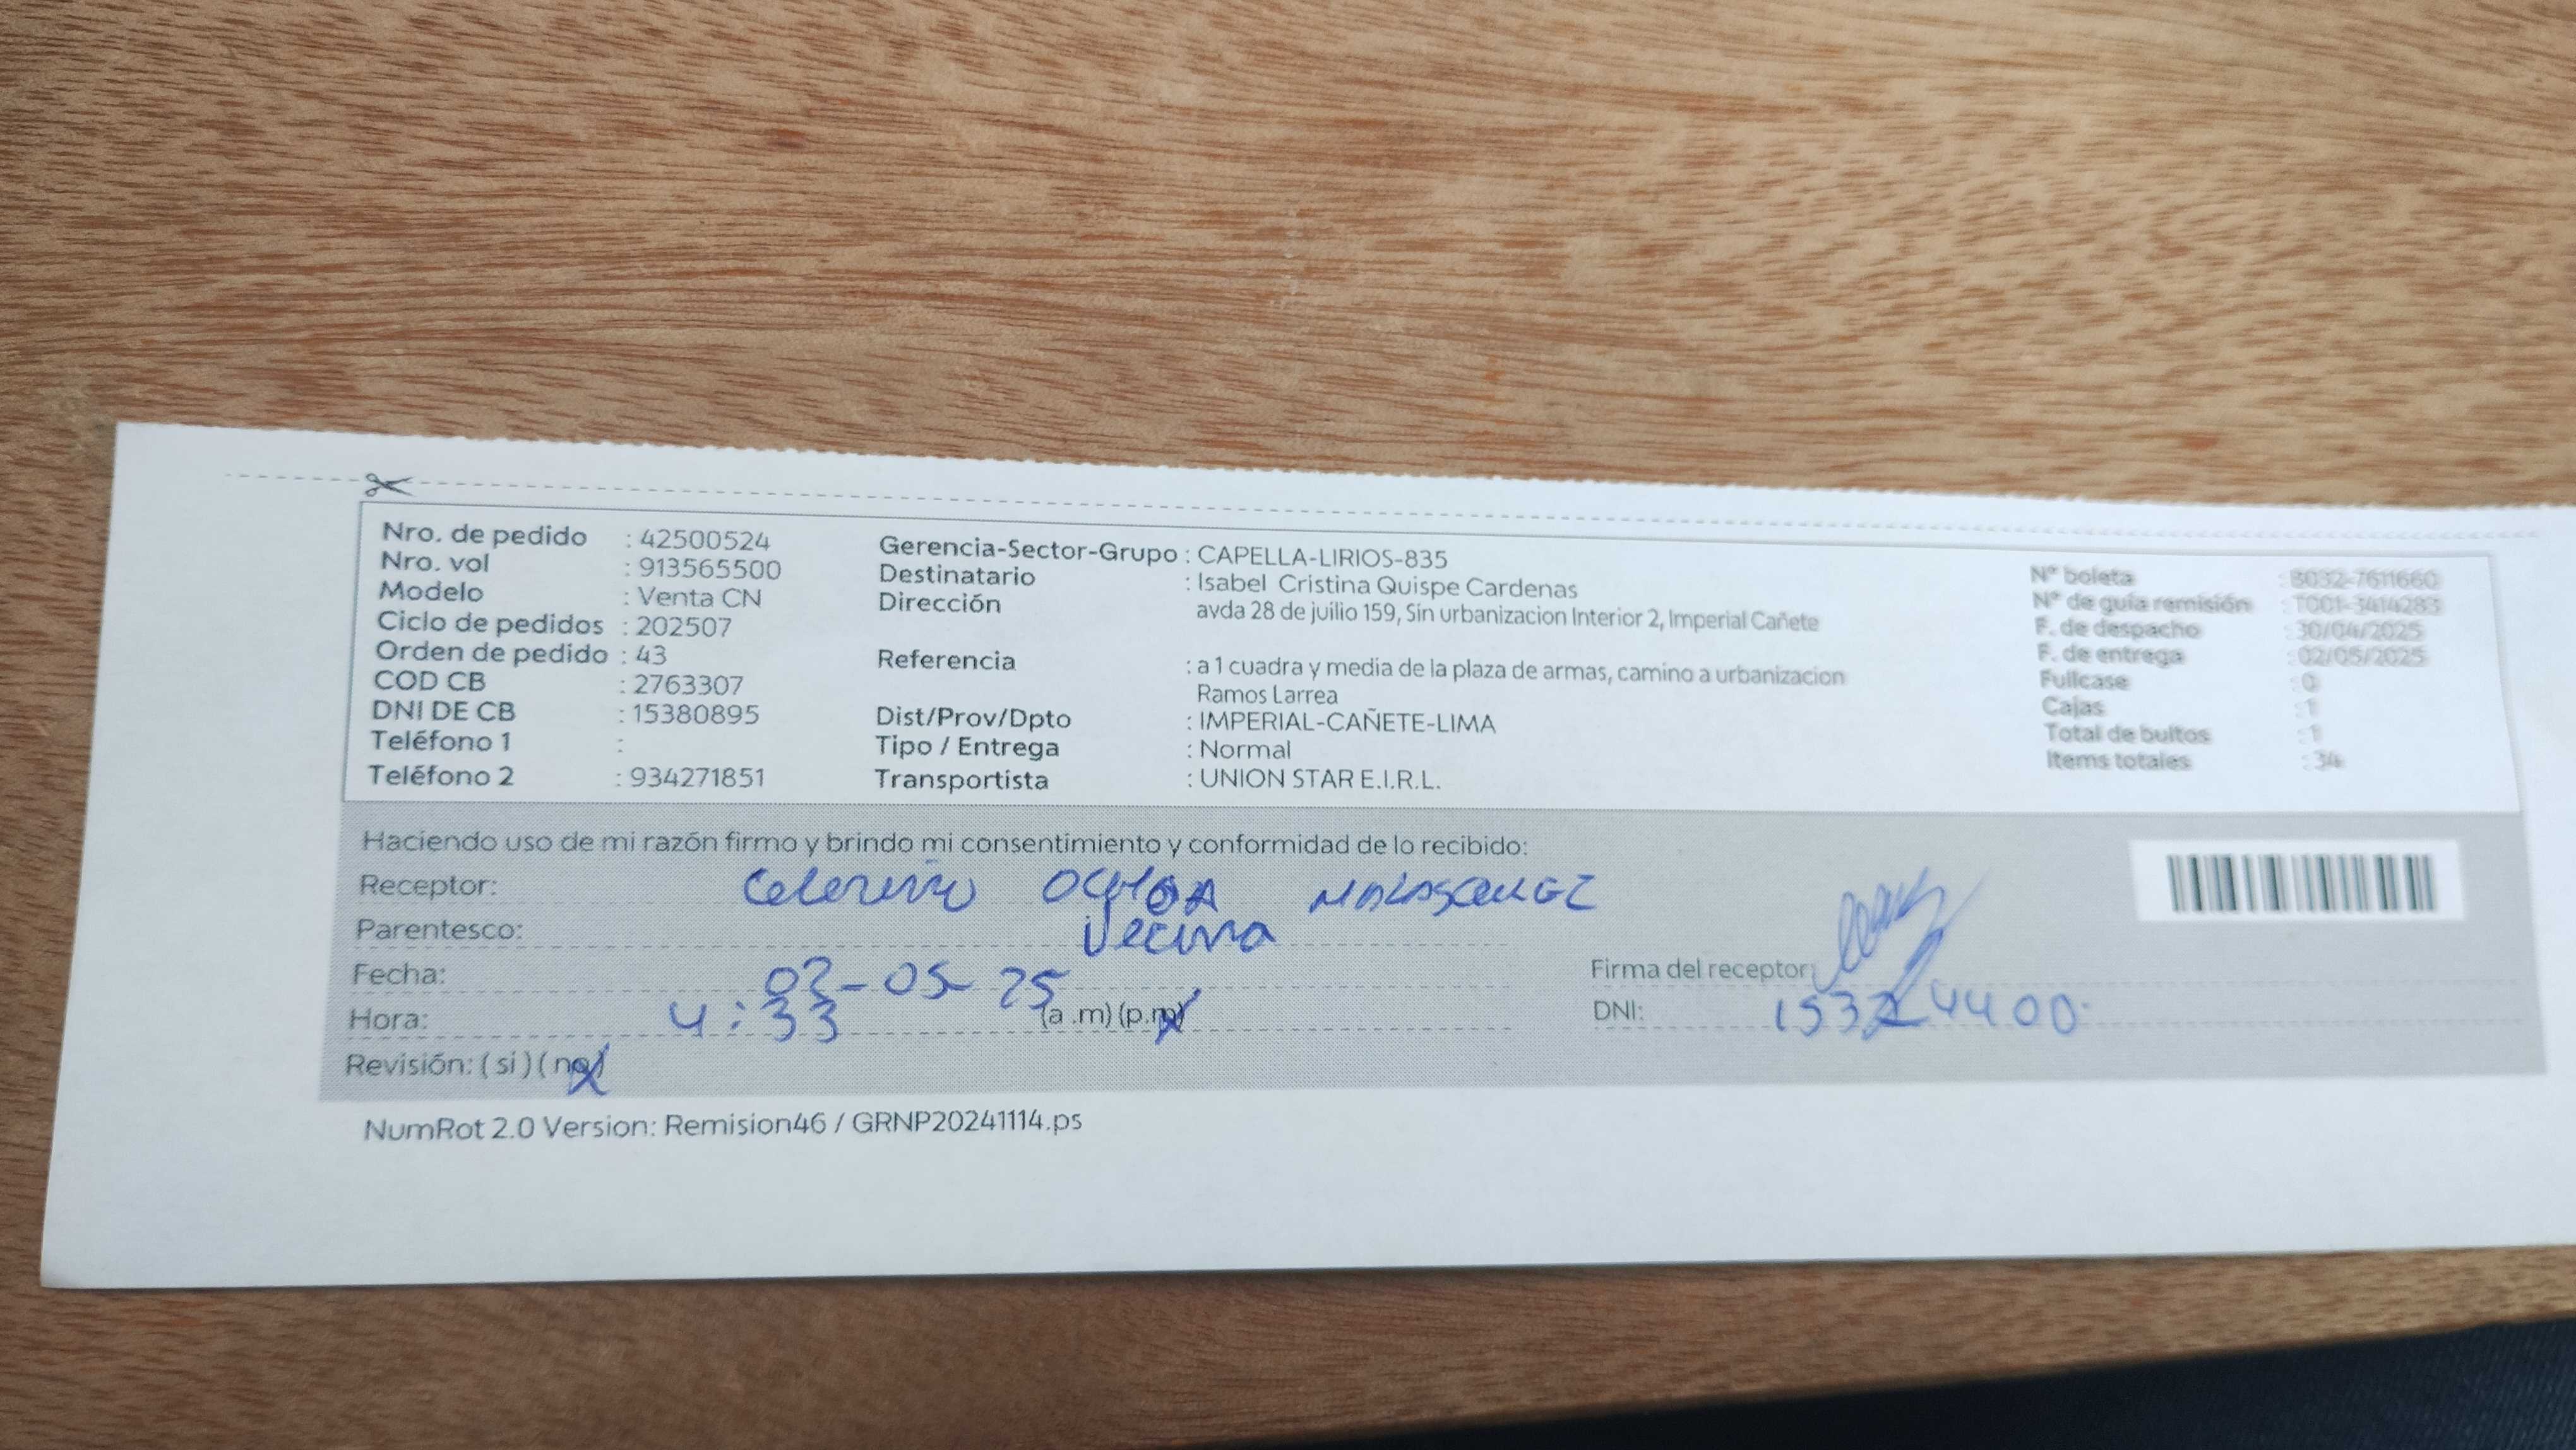 Nro. de pedido : 42500524
Nro. vol : 913565500
Modelo : Venta CN
Ciclo de pedidos : 202507
Orden de pedido : 43
COD CB : 2763307
DNI DE CB : 15380895
Teléfono 1 :
Teléfono 2 : 934271851
Gerencia-Sector-Grupo : CAPELLA-LIRIOS-835
Destinatario : Isabel Cristina Quispe Cardenas
Dirección avda 28 de juilio 159, Sin urbanizacion Interior 2, Imperial Cañete
Referencia : a 1 cuadra y media de la plaza de armas, camino a urbanizacion
Ramos Larrea
Dist/Prov/Dpto : IMPERIAL-CAÑETE-LIMA
Tipo / Entrega : Normal
Transportista : UNION STAR E.I.R.L.
N° boleta : B032-7611660
N° de guía remisión : T001-3414283
F. de despacho : 30/04/2025
F. de entrega : 02/05/2025
Fullcase : 0
Cajas : 1
Total de bultos : 1
Items totales : 34
Haciendo uso de mi razón firmo y brindo mi consentimiento y conformidad de lo recibido:
Receptor: OCHOA
Parentesco: Vecina
Fecha: 02-05-25
Hora: 4:33 (a.m) (p.m)
Revisión: ( si ) ( no )
Firma del receptor:
DNI: 15324400
NumRot 2.0 Version: Remision46 / GRNP20241114.ps